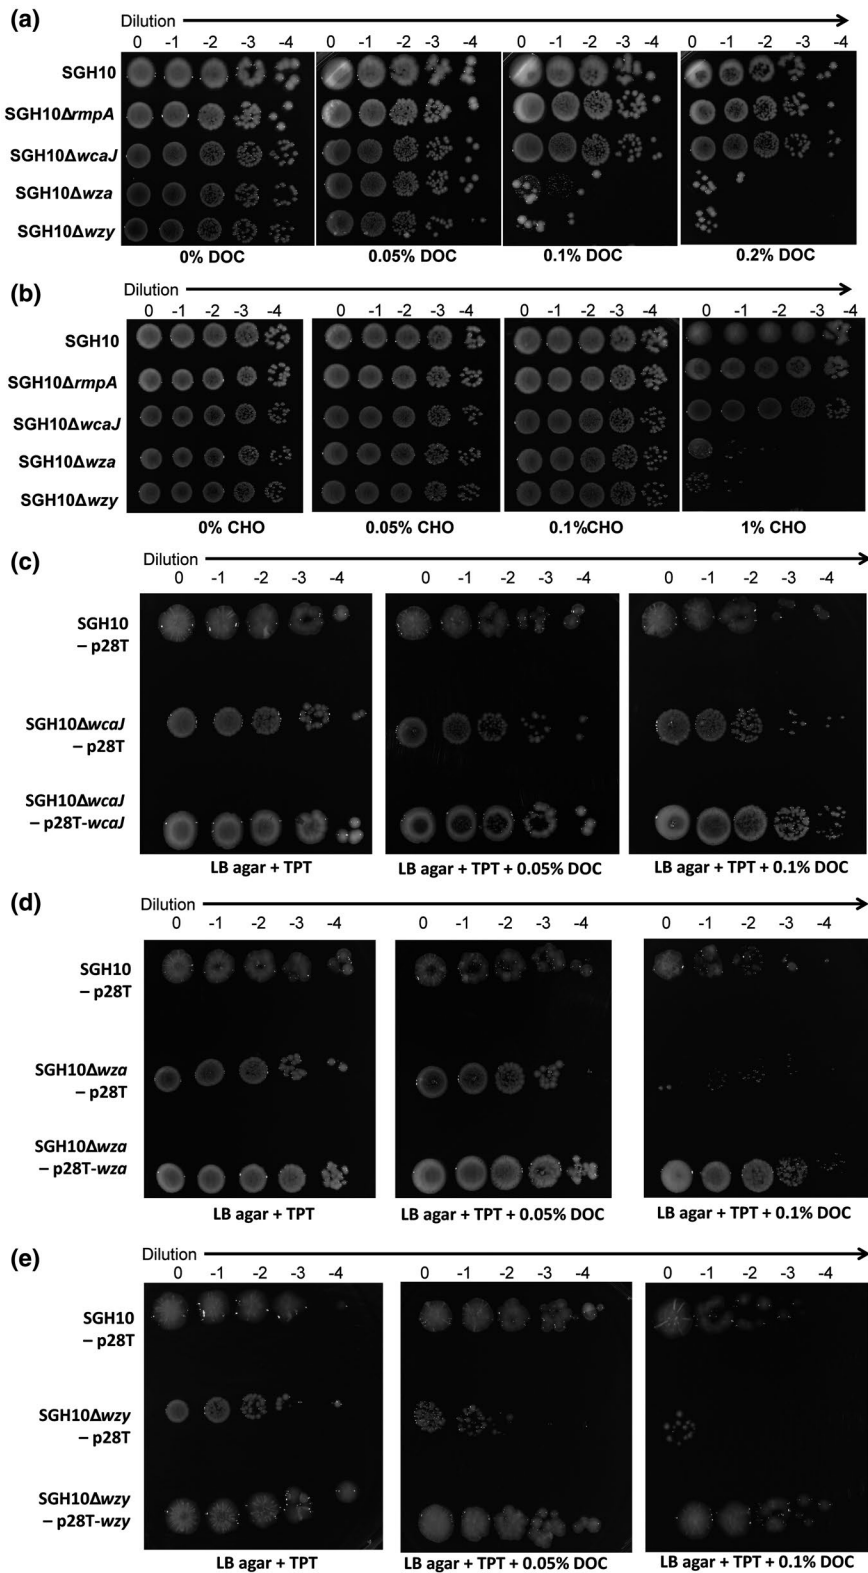 (a)
Dilution
0 -1 -2 -3 -4 0 -1 -2 -3 -4 0 -1 -2 -3 -4 0 -1 -2 -3 -4
SGH10
SGH10ΔrmpA
SGH10ΔwcaJ
SGH10Δwza
SGH10Δwzy
0% DOC 0.05% DOC 0.1% DOC 0.2% DOC
(b)
Dilution
0 -1 -2 -3 -4 0 -1 -2 -3 -4 0 -1 -2 -3 -4 0 -1 -2 -3 -4
SGH10
SGH10ΔrmpA
SGH10ΔwcaJ
SGH10Δwza
SGH10Δwzy
0% CHO 0.05% CHO 0.1%CHO 1% CHO
(c)
Dilution
0 -1 -2 -3 -4 0 -1 -2 -3 -4 0 -1 -2 -3 -4
SGH10
– p28T
SGH10ΔwcaJ
– p28T
SGH10ΔwcaJ
– p28T-wcaJ
LB agar + TPT LB agar + TPT + 0.05% DOC LB agar + TPT + 0.1% DOC
(d)
Dilution
0 -1 -2 -3 -4 0 -1 -2 -3 -4 0 -1 -2 -3 -4
SGH10
– p28T
SGH10Δwza
– p28T
SGH10Δwza
– p28T-wza
LB agar + TPT LB agar + TPT + 0.05% DOC LB agar + TPT + 0.1% DOC
(e)
Dilution
0 -1 -2 -3 -4 0 -1 -2 -3 -4 0 -1 -2 -3 -4
SGH10
– p28T
SGH10Δwzy
– p28T
SGH10Δwzy
– p28T-wzy
LB agar + TPT LB agar + TPT + 0.05% DOC LB agar + TPT + 0.1% DOC